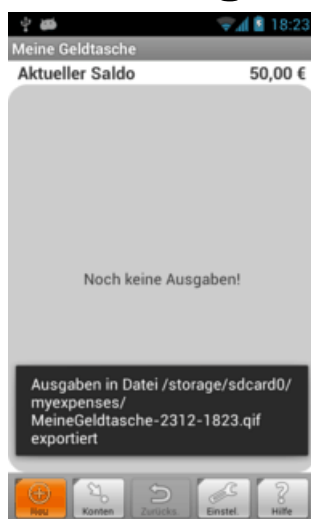 18:23
Meine Geldtasche
Aktueller Saldo 50,00 €
Noch keine Ausgaben!
Ausgaben in Datei /storage/sdcard0/
myexpenses/
MeineGeldtasche-2312-1823.qif
exportiert
Neu Konten Zurücks. Einstel. Hilfe